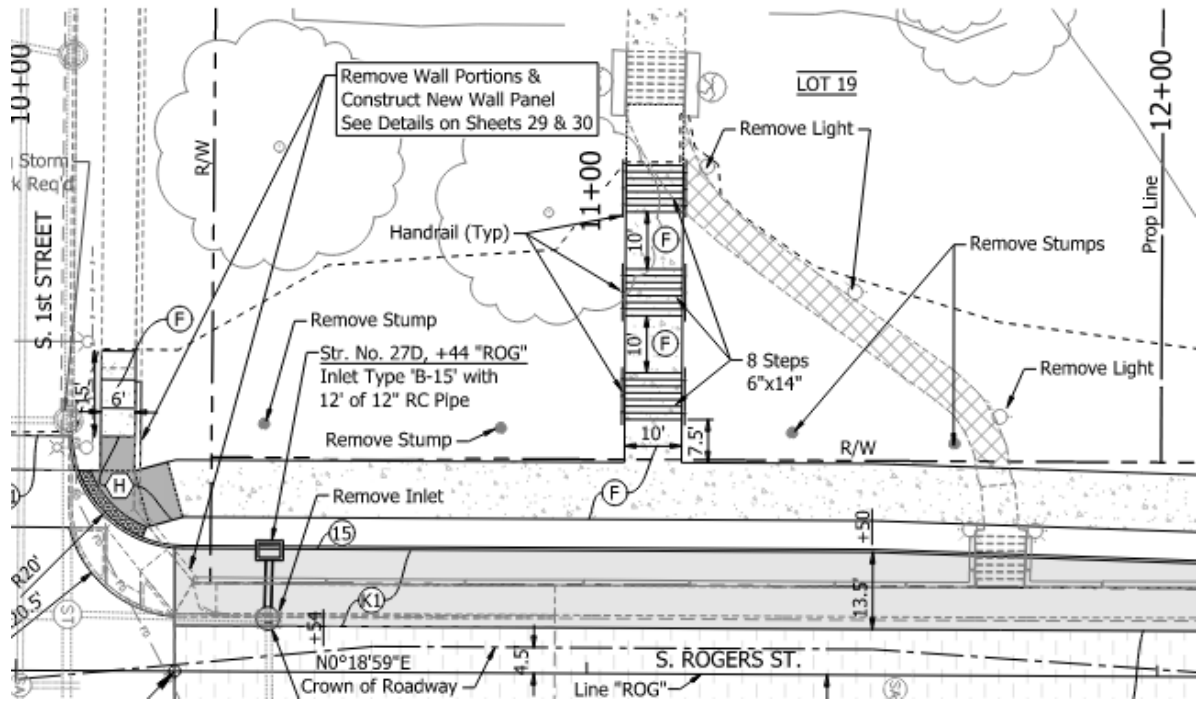 10+00
Remove Wall Portions &
Construct New Wall Panel
See Details on Sheets 29 & 30
LOT 19
12+00
Remove Light
R/W
Storm
k Req'd
11+00
Prop Line
S. 1st STREET
Handrail (Typ)
10'
F
Remove Stumps
F
Remove Stump
10'
F
8 Steps
6"x14"
Str. No. 27D, +44 "ROG"
Inlet Type 'B-15' with
12' of 12" RC Pipe
Remove Light
15'
6'
Remove Stump
10'
7.5'
R/W
H
Remove Inlet
F
+50
15
R20'
20.5'
K1
13.5'
ST
+54
N0°18'59"E
Crown of Roadway
4.5'
S. ROGERS ST.
Line "ROG"
SA